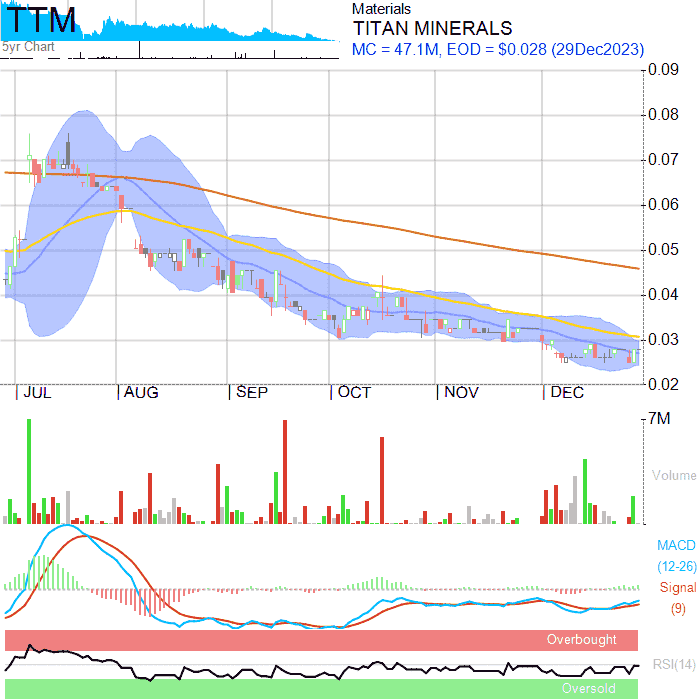 TTM
5yr Chart
Materials
TITAN MINERALS
MC = 47.1M, EOD = $0.028 (29Dec2023)
0.09
0.08
0.07
0.06
0.05
0.04
0.03
0.02
JUL AUG SEP OCT NOV DEC
7M
Volume
MACD
(12-26)
Signal
(9)
Overbought
RSI(14)
Oversold